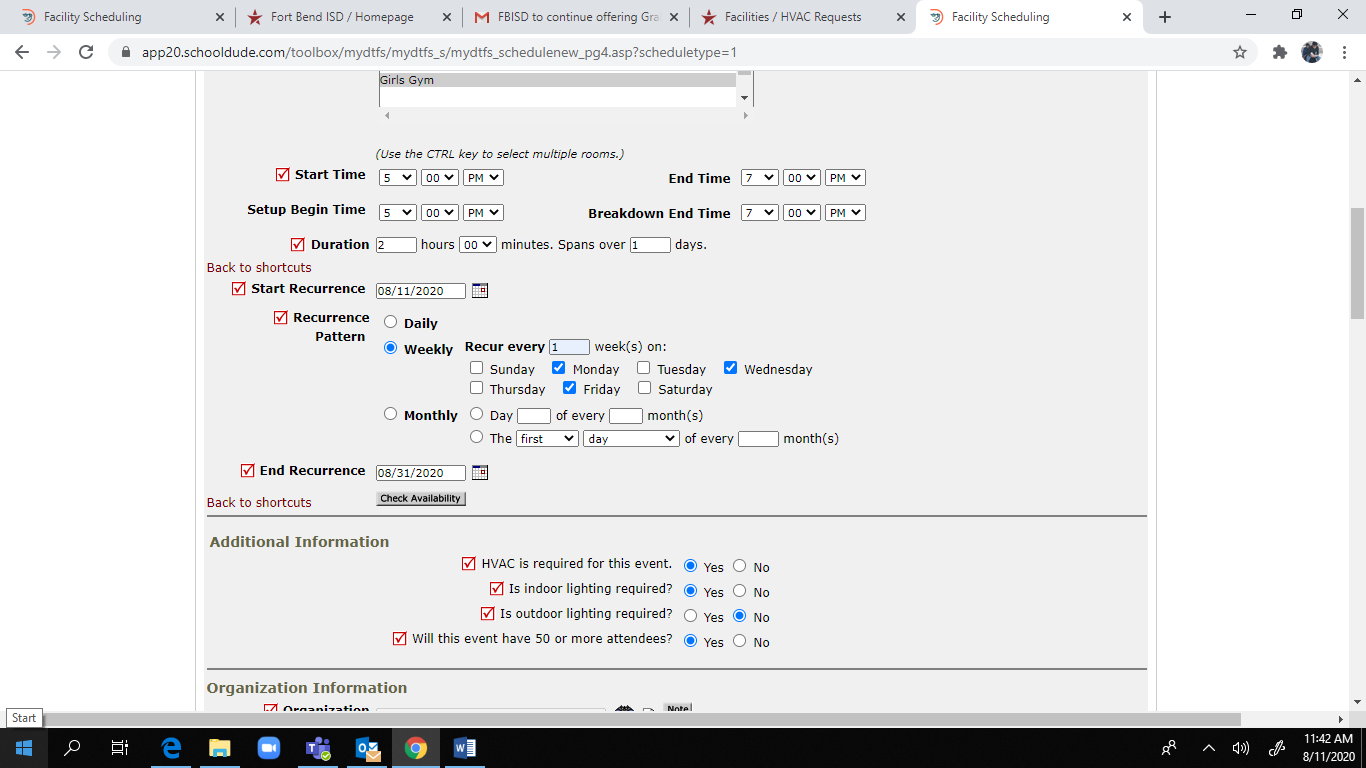 Facility Scheduling
Fort Bend ISD / Homepage
FBISD to continue offering Gra
Facilities / HVAC Requests
Facility Scheduling
app20.schooldude.com/toolbox/mydtfs/mydtfs_s/mydtfs_schedulenew_pg4.asp?scheduletype=1
Girls Gym
(Use the CTRL key to select multiple rooms.)
Start Time 5 00 PM End Time 7 00 PM
Setup Begin Time 5 00 PM Breakdown End Time 7 00 PM
Duration 2 hours 00 minutes. Spans over 1 days.
Back to shortcuts
Start Recurrence 08/11/2020
Recurrence Pattern
Daily
Weekly Recur every 1 week(s) on:
Sunday Monday Tuesday Wednesday
Thursday Friday Saturday
Monthly Day of every month(s)
The first day of every month(s)
End Recurrence 08/31/2020
Back to shortcuts Check Availability
Additional Information
HVAC is required for this event. Yes No
Is indoor lighting required? Yes No
Is outdoor lighting required? Yes No
Will this event have 50 or more attendees? Yes No
Organization Information
Organization Note
Start
11:42 AM
8/11/2020